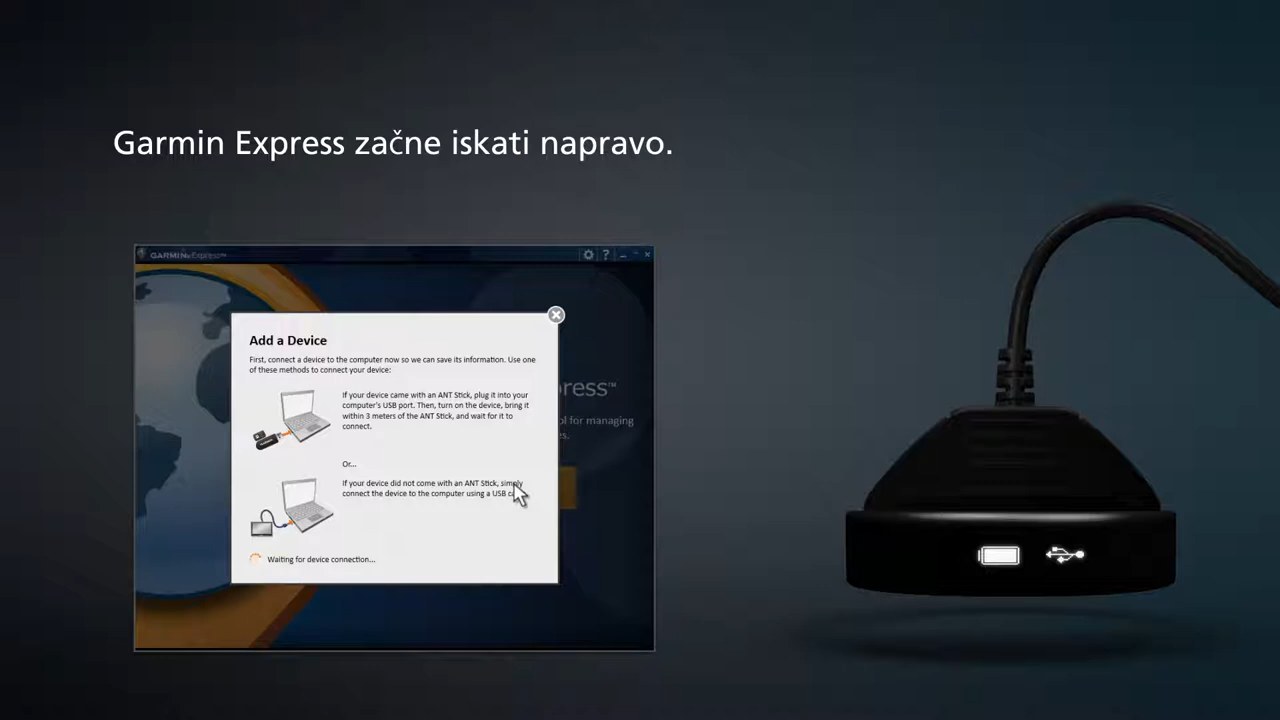 Garmin Express začne iskati napravo.
GARMIN Express™
?
Add a Device
First, connect a device to the computer now so we can save its information. Use one
of these methods to connect your device:
If your device came with an ANT Stick, plug it into your
computer's USB port. Then, turn on the device, bring it
within 3 meters of the ANT Stick, and wait for it to
connect.
Or...
If your device did not come with an ANT Stick, simply
connect the device to the computer using a USB
Waiting for device connection...
press™
ol for managing
es.